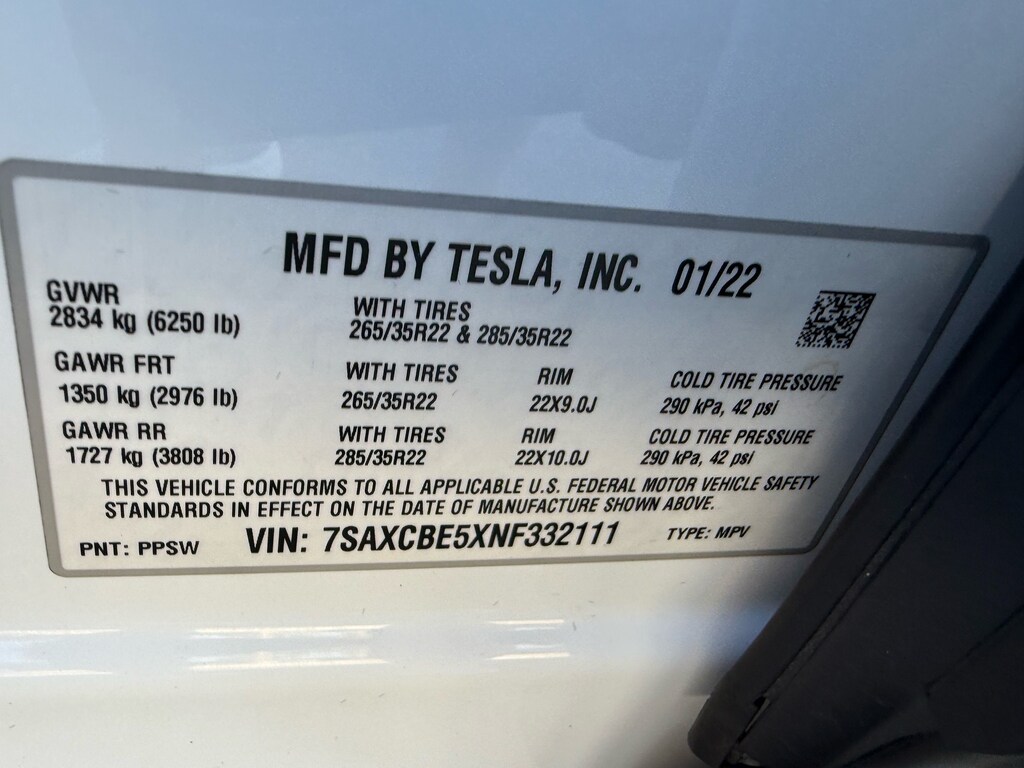 MFD BY TESLA, INC. 01/22
GVWR
2834 kg (6250 lb)
WITH TIRES
265/35R22 & 285/35R22
GAWR FRT
1350 kg (2976 lb)
WITH TIRES
265/35R22
RIM
22X9.0J
COLD TIRE PRESSURE
290 kPa, 42 psi
GAWR RR
1727 kg (3808 lb)
WITH TIRES
285/35R22
RIM
22X10.0J
COLD TIRE PRESSURE
290 kPa, 42 psi
THIS VEHICLE CONFORMS TO ALL APPLICABLE U.S. FEDERAL MOTOR VEHICLE SAFETY
STANDARDS IN EFFECT ON THE DATE OF MANUFACTURE SHOWN ABOVE.
PNT: PPSW VIN: 7SAXCBE5XNF332111 TYPE: MPV